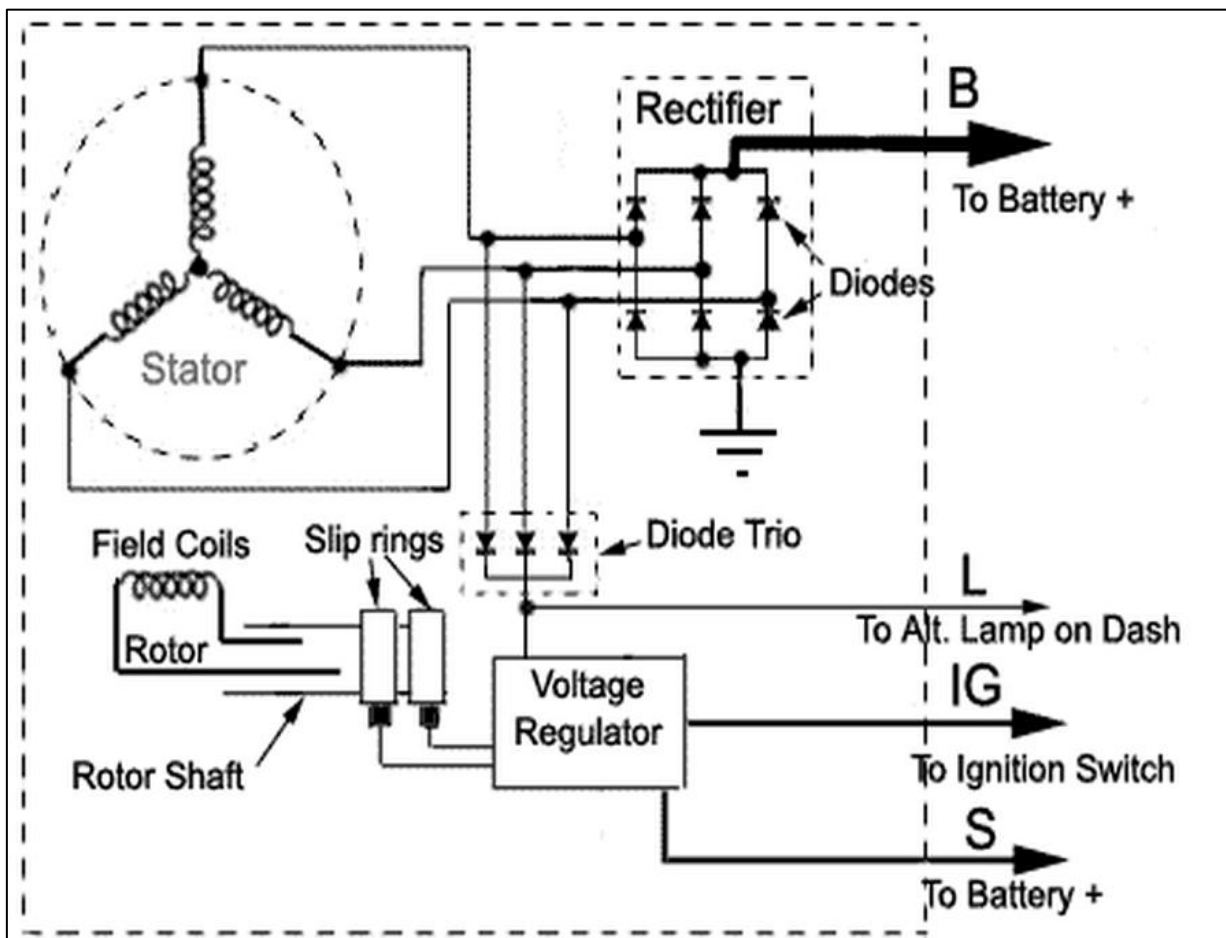 B
Rectifier
To Battery +
Diodes
Stator
Field Coils
Slip rings
Diode Trio
L
To Alt. Lamp on Dash
Rotor
IG
Voltage
Regulator
To Ignition Switch
Rotor Shaft
S
To Battery +